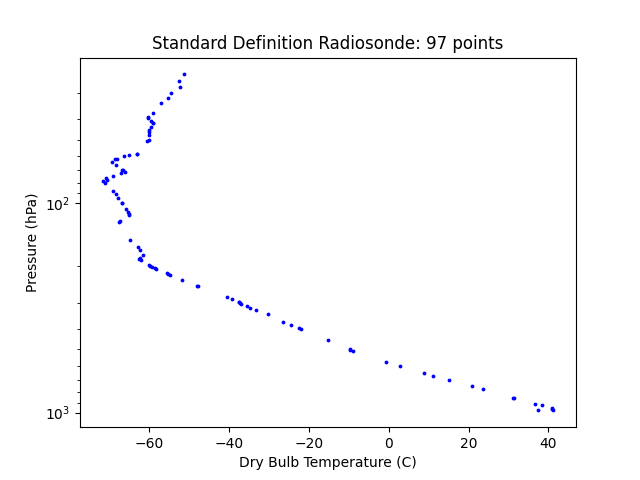 Standard Definition Radiosonde: 97 points
Pressure (hPa)
10²
10³
−60
−40
−20
0
20
40
Dry Bulb Temperature (C)